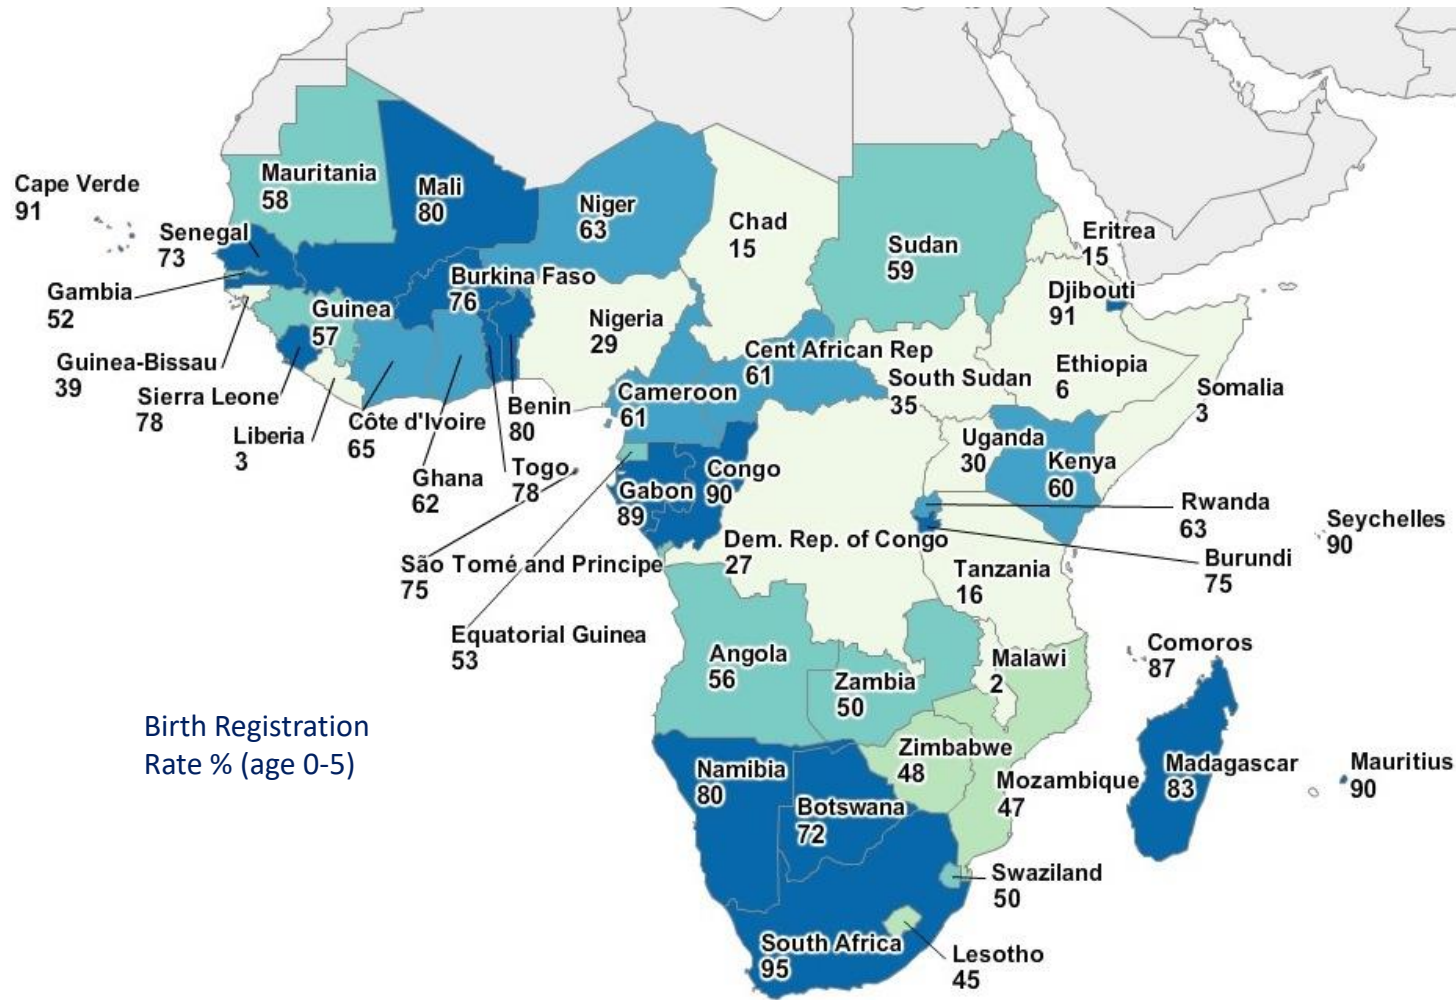 Cape Verde
91
Mauritania
58
Mali
80
Niger
63
Chad
15
Sudan
59
Eritrea
15
Senegal
73
Gambia
52
Guinea
57
Burkina Faso
76
Nigeria
29
Djibouti
91
Guinea-Bissau
39
Sierra Leone
78
Liberia
3
Côte d'Ivoire
65
Ghana
62
Benin
80
Togo
78
Cameroon
61
Cent African Rep
61
South Sudan
35
Ethiopia
6
Somalia
3
Uganda
30
Kenya
60
Gabon
89
Congo
90
Rwanda
63
Seychelles
90
São Tomé and Principe
75
Dem. Rep. of Congo
27
Burundi
75
Tanzania
16
Equatorial Guinea
53
Angola
56
Zambia
50
Malawi
2
Comoros
87
Birth Registration
Rate % (age 0-5)
Namibia
80
Botswana
72
Zimbabwe
48
Mozambique
47
Madagascar
83
Mauritius
90
Swaziland
50
South Africa
95
Lesotho
45